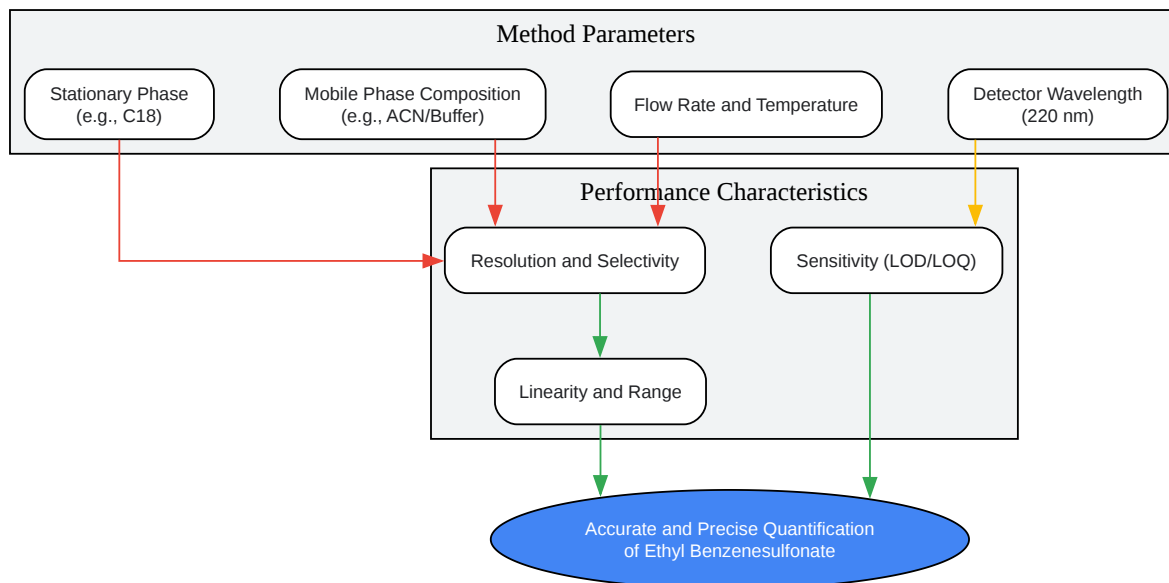 Method Parameters
Stationary Phase
(e.g., C18)
Mobile Phase Composition
(e.g., ACN/Buffer)
Flow Rate and Temperature
Detector Wavelength
(220 nm)
Performance Characteristics
Resolution and Selectivity
Sensitivity (LOD/LOQ)
Linearity and Range
Accurate and Precise Quantification
of Ethyl Benzenesulfonate